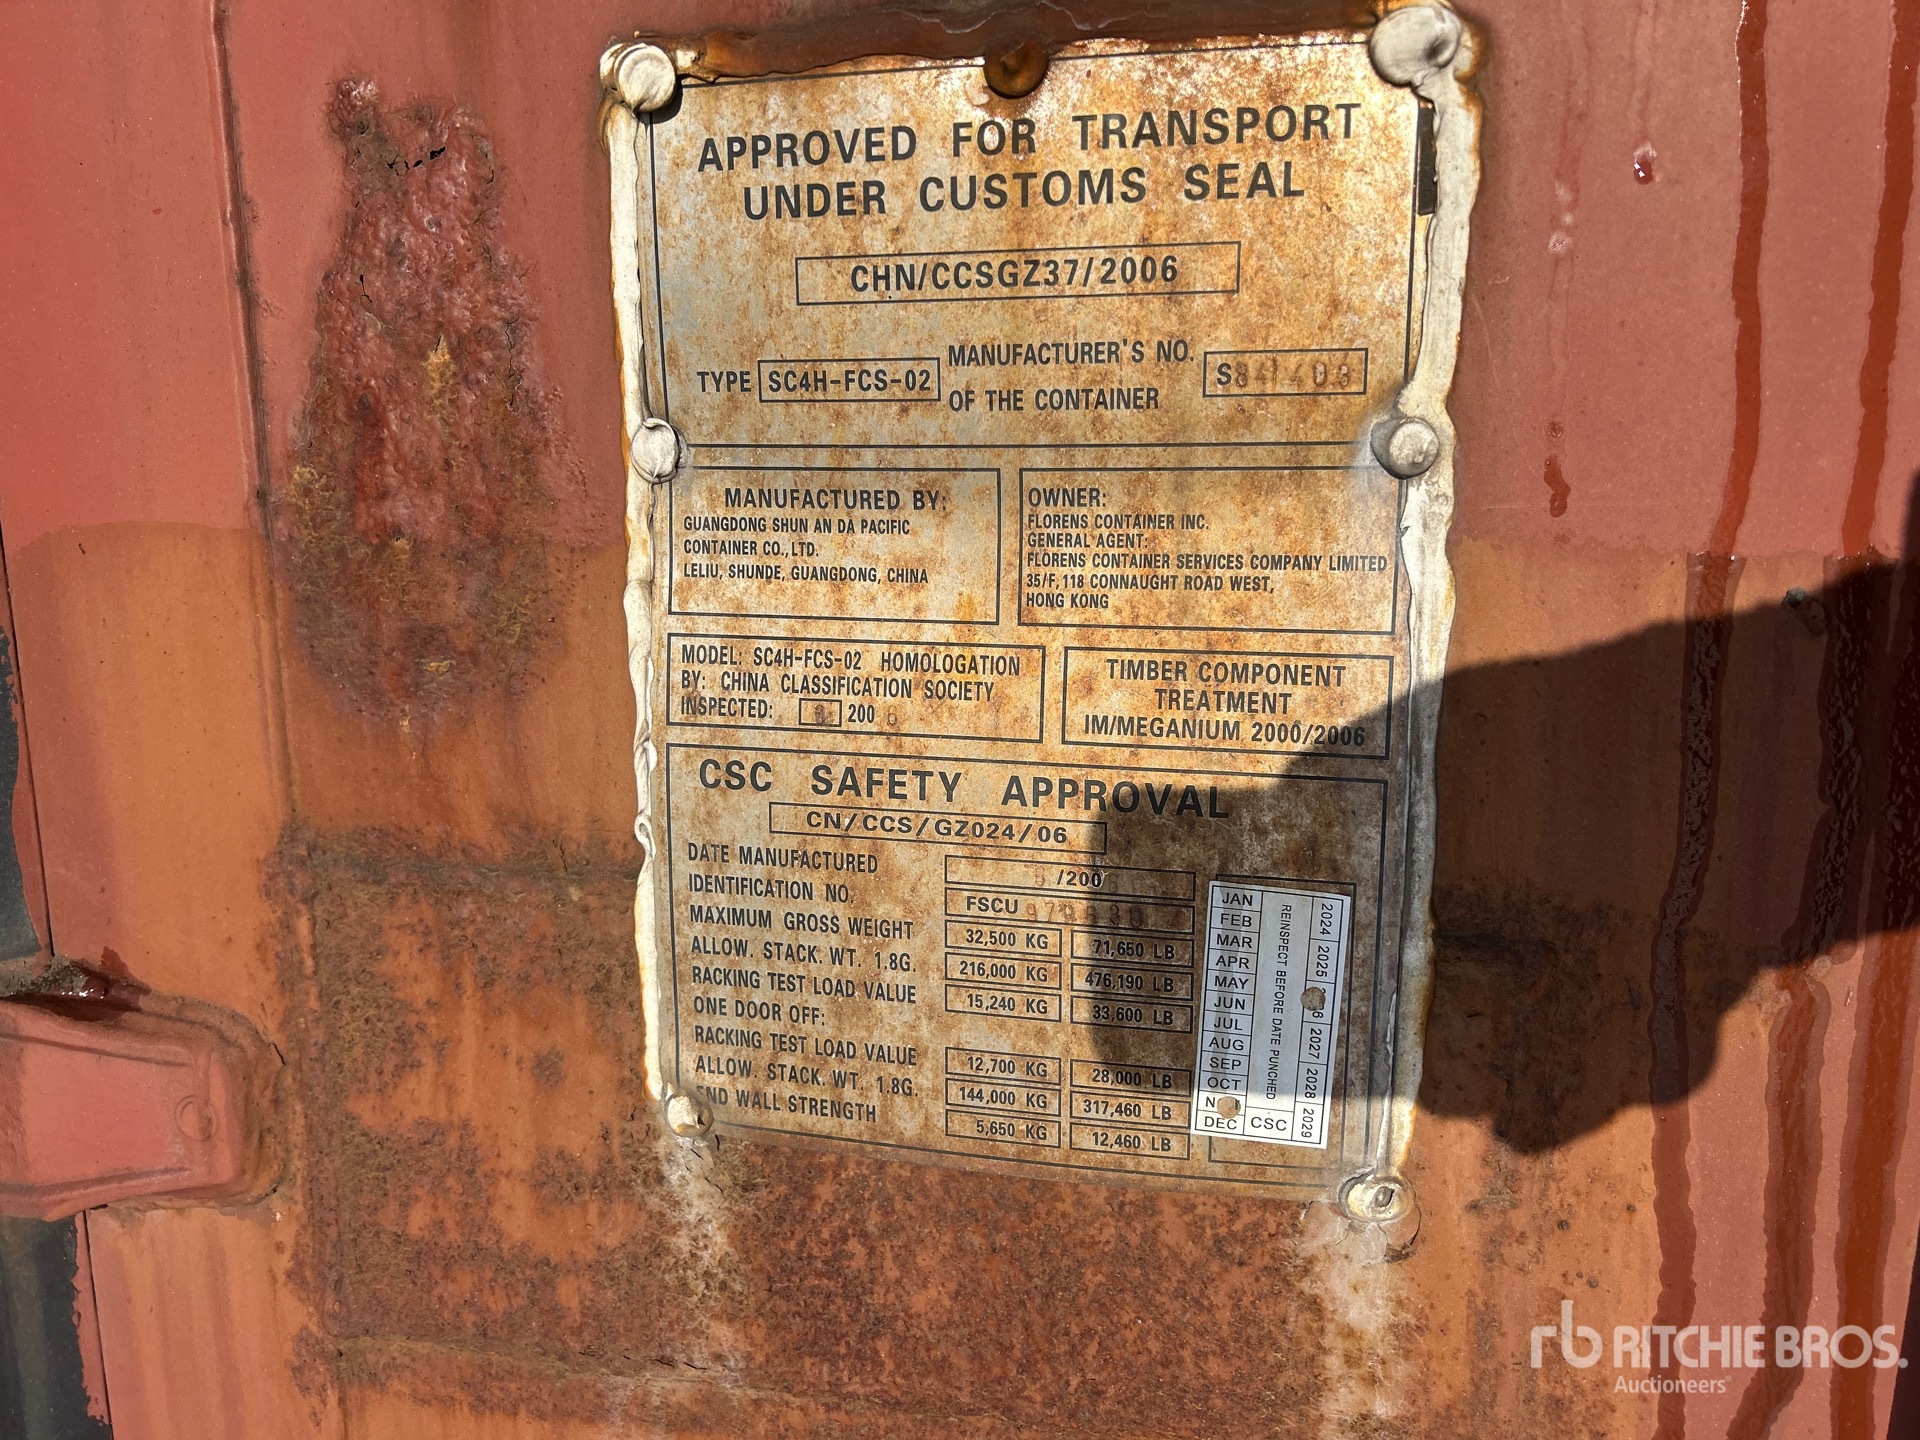 APPROVED FOR TRANSPORT
UNDER CUSTOMS SEAL
CHN/CCSGZ37/2006
TYPE SC4H-FCS-02
MANUFACTURER'S NO.
OF THE CONTAINER
S
MANUFACTURED BY:
GUANGDONG SHUN AN DA PACIFIC
CONTAINER CO.,LTD.
LELIU, SHUNDE, GUANGDONG, CHINA
OWNER:
FLORENS CONTAINER INC.
GENERAL AGENT:
FLORENS CONTAINER SERVICES COMPANY LIMITED
35/F, 118 CONNAUGHT ROAD WEST,
HONG KONG
MODEL: SC4H-FCS-02 HOMOLOGATION
BY: CHINA CLASSIFICATION SOCIETY
INSPECTED: 2006
TIMBER COMPONENT
TREATMENT
IM/MEGANIUM 2000/2006
CSC SAFETY APPROVAL
CN/CCS/GZ024/06
DATE MANUFACTURED /200
IDENTIFICATION NO. FSCU
MAXIMUM GROSS WEIGHT 32,500 KG 71,650 LB
ALLOW. STACK. WT. 1.8G. 216,000 KG 476,190 LB
RACKING TEST LOAD VALUE 15,240 KG 33,600 LB
ONE DOOR OFF:
RACKING TEST LOAD VALUE 12,700 KG 28,000 LB
ALLOW. STACK. WT. 1.8G. 144,000 KG 317,460 LB
END WALL STRENGTH 5,650 KG 12,460 LB
JAN
FEB
MAR
APR
MAY
JUN
JUL
AUG
SEP
OCT
DEC
REINSPECT BEFORE DATE PUNCHED
CSC
2024 2025 2027 2028 2029
rb RITCHIE BROS.
Auctioneers